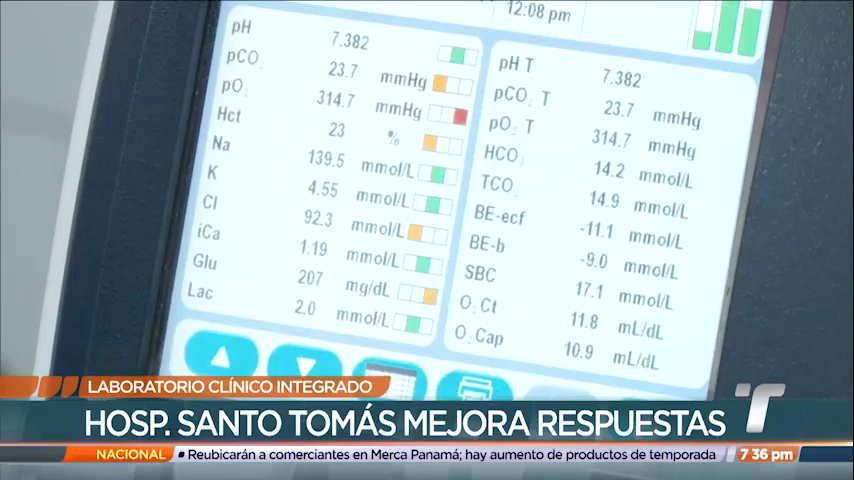 12:08 pm
pH 7.382
pCO₂ 23.7 mmHg
pO₂ 314.7 mmHg
Hct 23 %
Na 139.5 mmol/L
K 4.55 mmol/L
Cl 92.3 mmol/L
iCa 1.19 mmol/L
Glu 207 mg/dL
Lac 2.0 mmol/L
pH T 7.382
pCO₂ T 23.7 mmHg
pO₂ T 314.7 mmHg
HCO₃ 14.2 mmol/L
TCO₂ 14.9 mmol/L
BE-ecf -11.1 mmol/L
BE-b -9.0 mmol/L
SBC 17.1 mmol/L
O₂Ct 11.8 mL/dL
O₂Cap 10.9 mL/dL
LABORATORIO CLÍNICO INTEGRADO
HOSP. SANTO TOMÁS MEJORA RESPUESTAS
NACIONAL Reubicarán a comerciantes en Merca Panamá; hay aumento de productos de temporada 7 36 pm